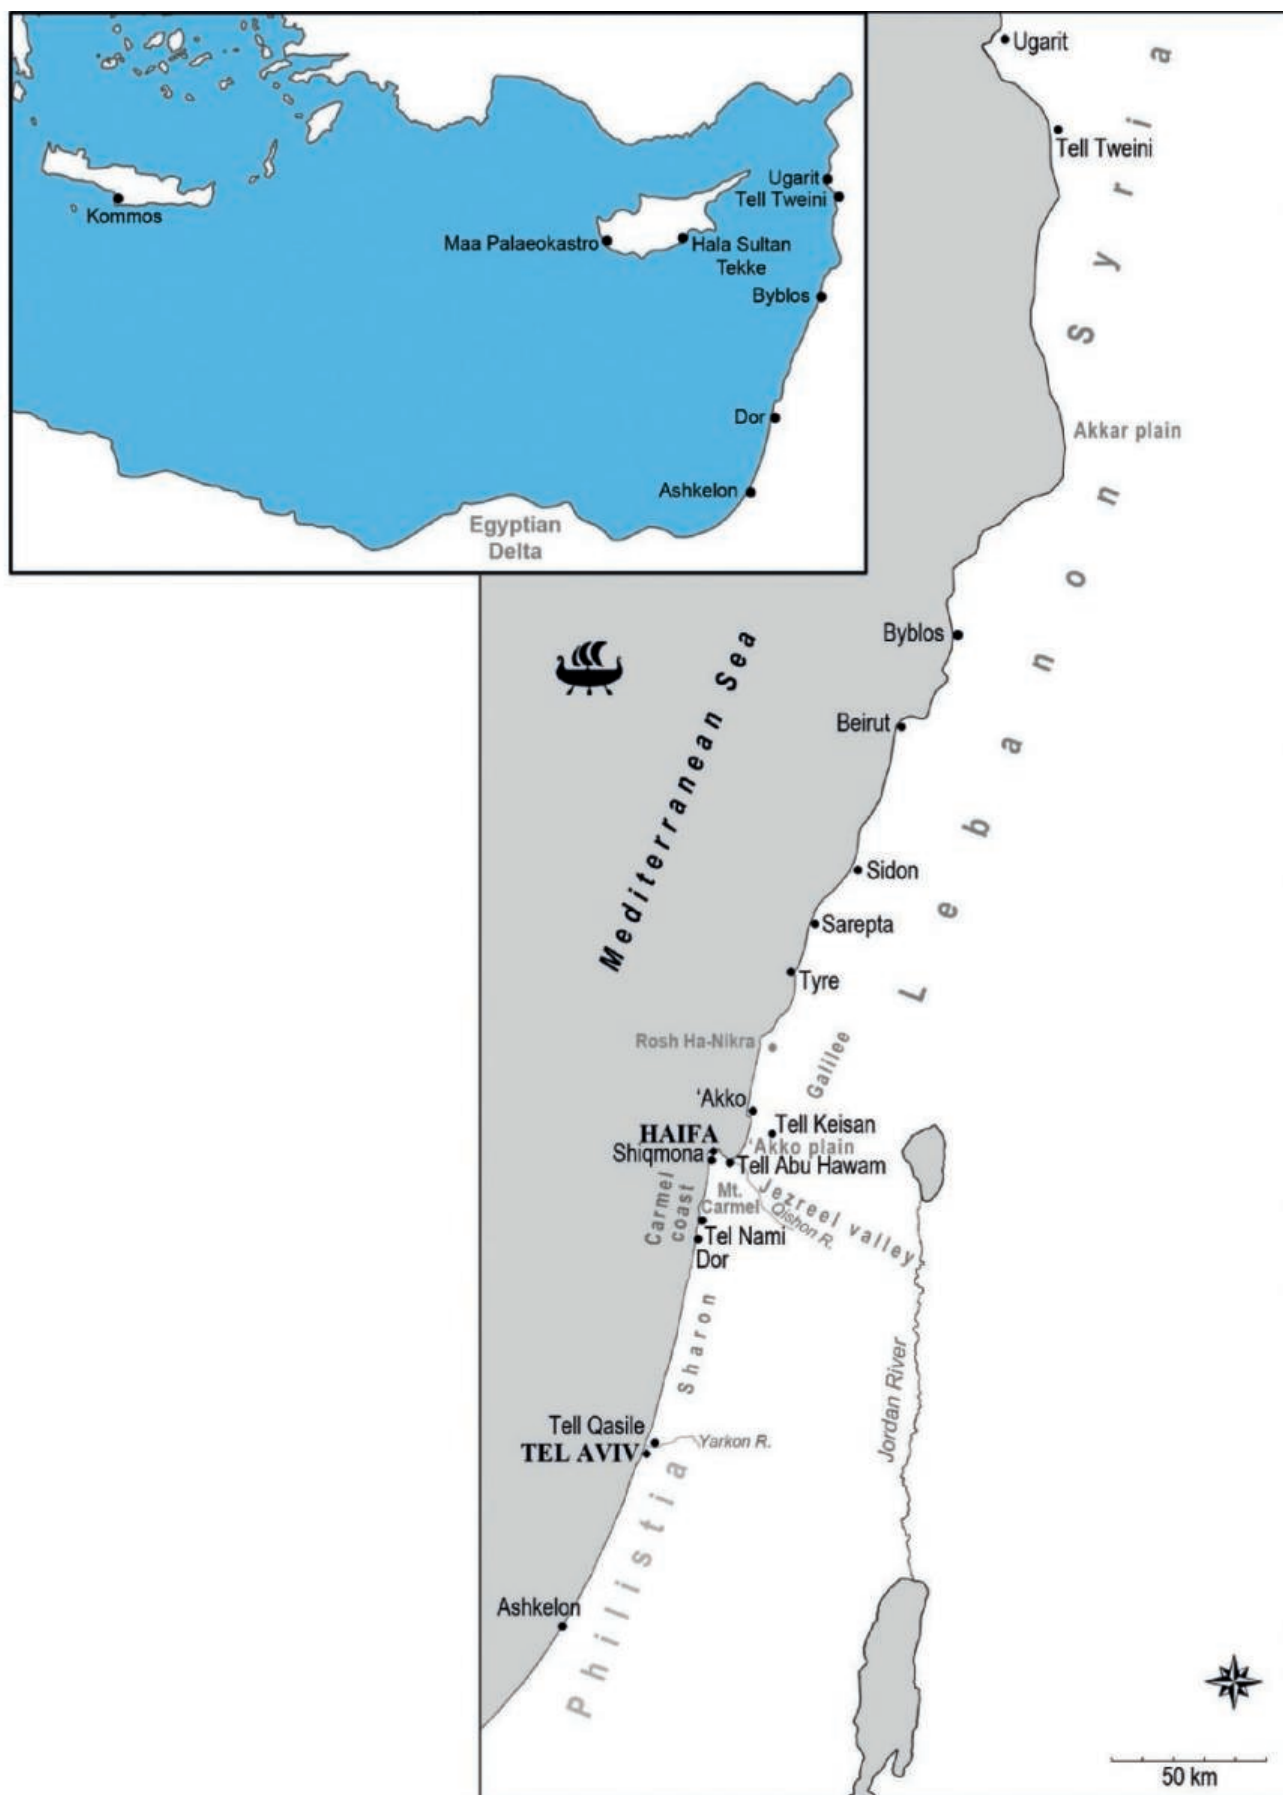 Ugarit
Tell Tweini
Kommos
Maa Palaeokastro
Hala Sultan
Tekke
Byblos
Dor
Ashkelon
Egyptian
Delta
Ugarit
Tell Tweini
Syria
Akkar plain
Lebanon
Byblos
Mediterranean Sea
Beirut
Sidon
Sarepta
Tyre
Rosh Ha-Nikra
Galilee
'Akko
Tell Keisan
HAIFA
'Akko plain
Shiqmona
Tell Abu Hawam
Carmel
coast
Mt.
Carmel
Jezreel valley
Qishon R.
Tel Nami
Dor
Sharon
Jordan River
Tell Qasile
TEL AVIV
Yarkon R.
Philistia
Ashkelon
50 km